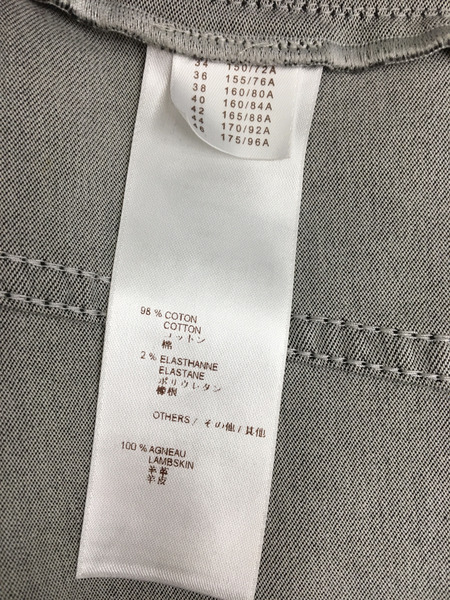 34 150/72A
36 155/76A
38 160/80A
40 160/84A
42 165/88A
44 170/92A
46 175/96A
98 % COTON
COTTON
コットン
棉
2 % ELASTHANNE
ELASTANE
ポリウレタン
OTHERS / その他 / 其他
100 % AGNEAU
LAMBSKIN
羊革
羊皮